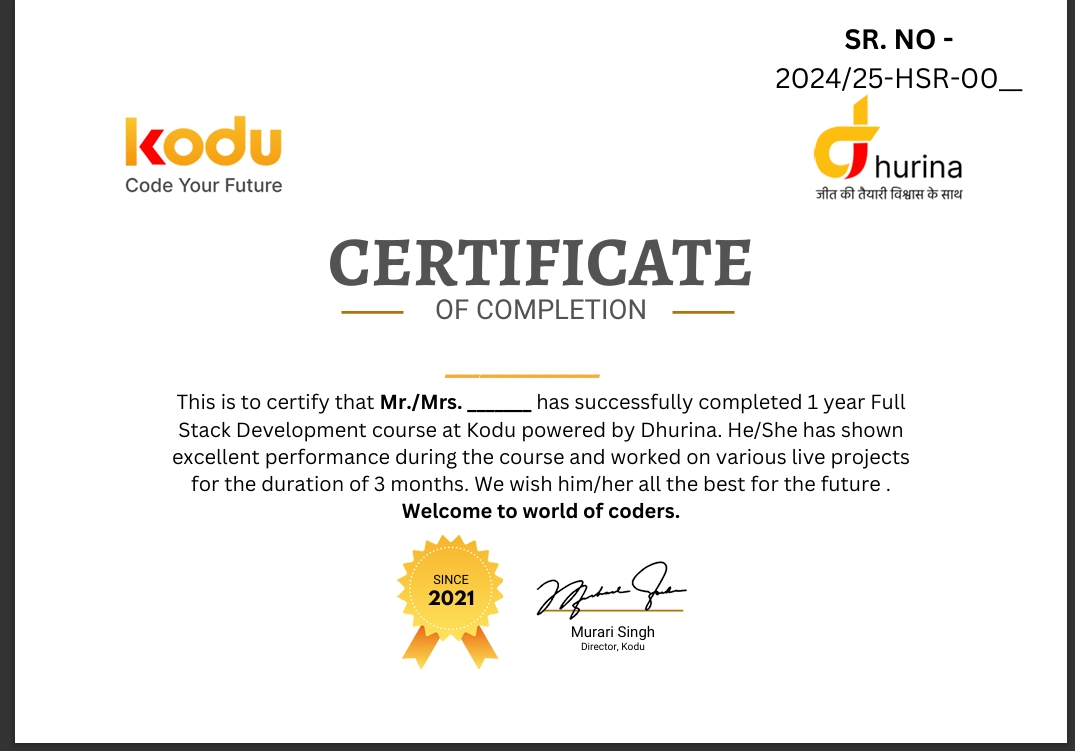 SR. NO -
2024/25-HSR-00__
kodu
Code Your Future
dhurina
जीत की तैयारी विश्वास के साथ
CERTIFICATE
OF COMPLETION
This is to certify that Mr./Mrs. _______ has successfully completed 1 year Full
Stack Development course at Kodu powered by Dhurina. He/She has shown
excellent performance during the course and worked on various live projects
for the duration of 3 months. We wish him/her all the best for the future .
Welcome to world of coders.
SINCE
2021
Murari Singh
Director, Kodu